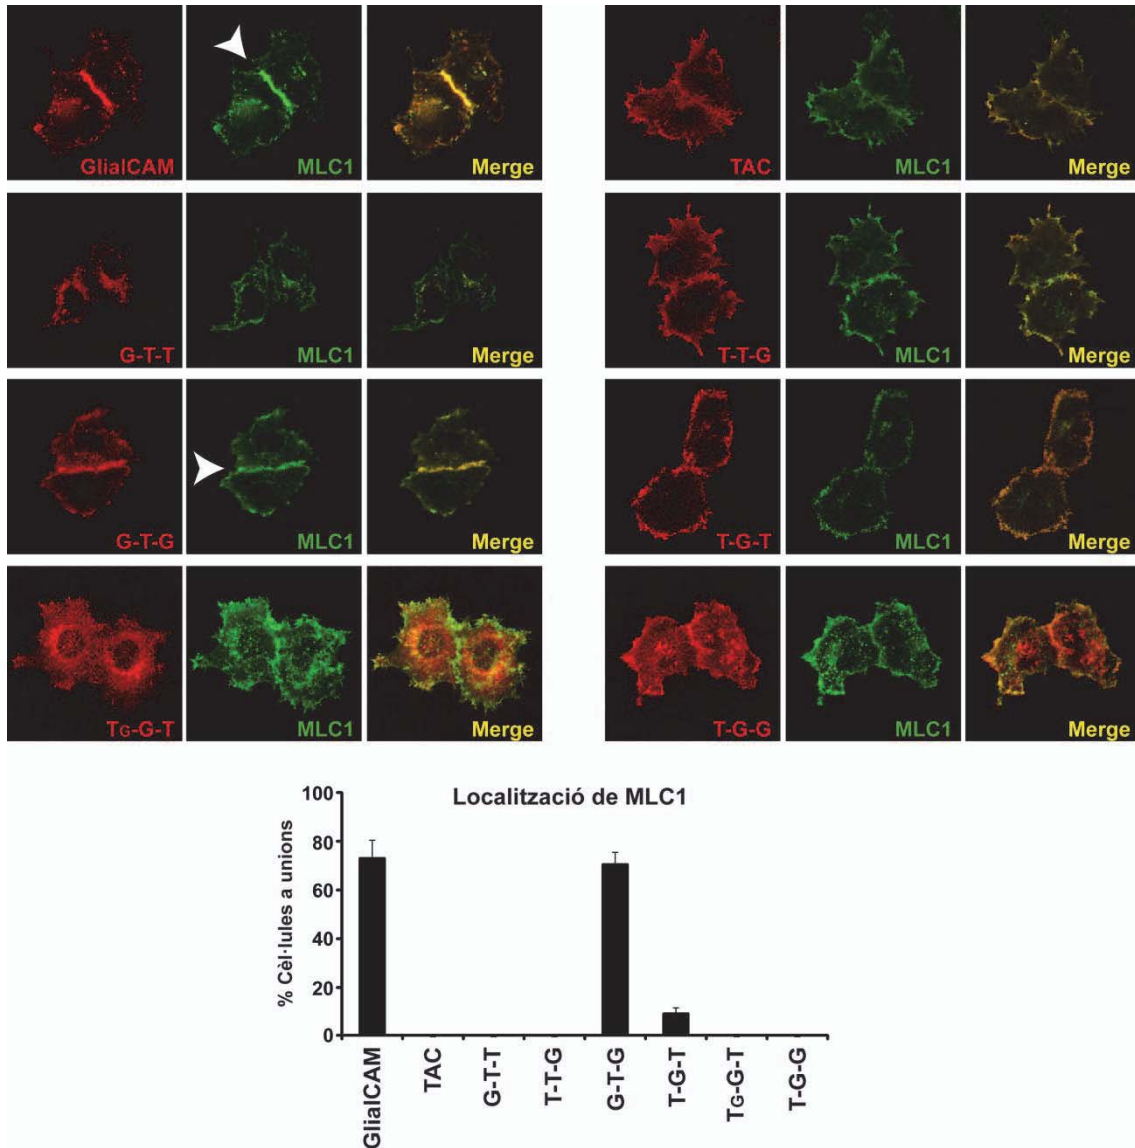 GlialCAM MLC1 Merge TAC MLC1 Merge
G-T-T MLC1 Merge T-T-G MLC1 Merge
G-T-G MLC1 Merge T-G-T MLC1 Merge
TG-G-T MLC1 Merge T-G-G MLC1 Merge
Localització de MLC1
% Cèl·lules a unions
100
80
60
40
20
0
GlialCAM
TAC
G-T-T
T-T-G
G-T-G
T-G-T
TG-G-T
T-G-G